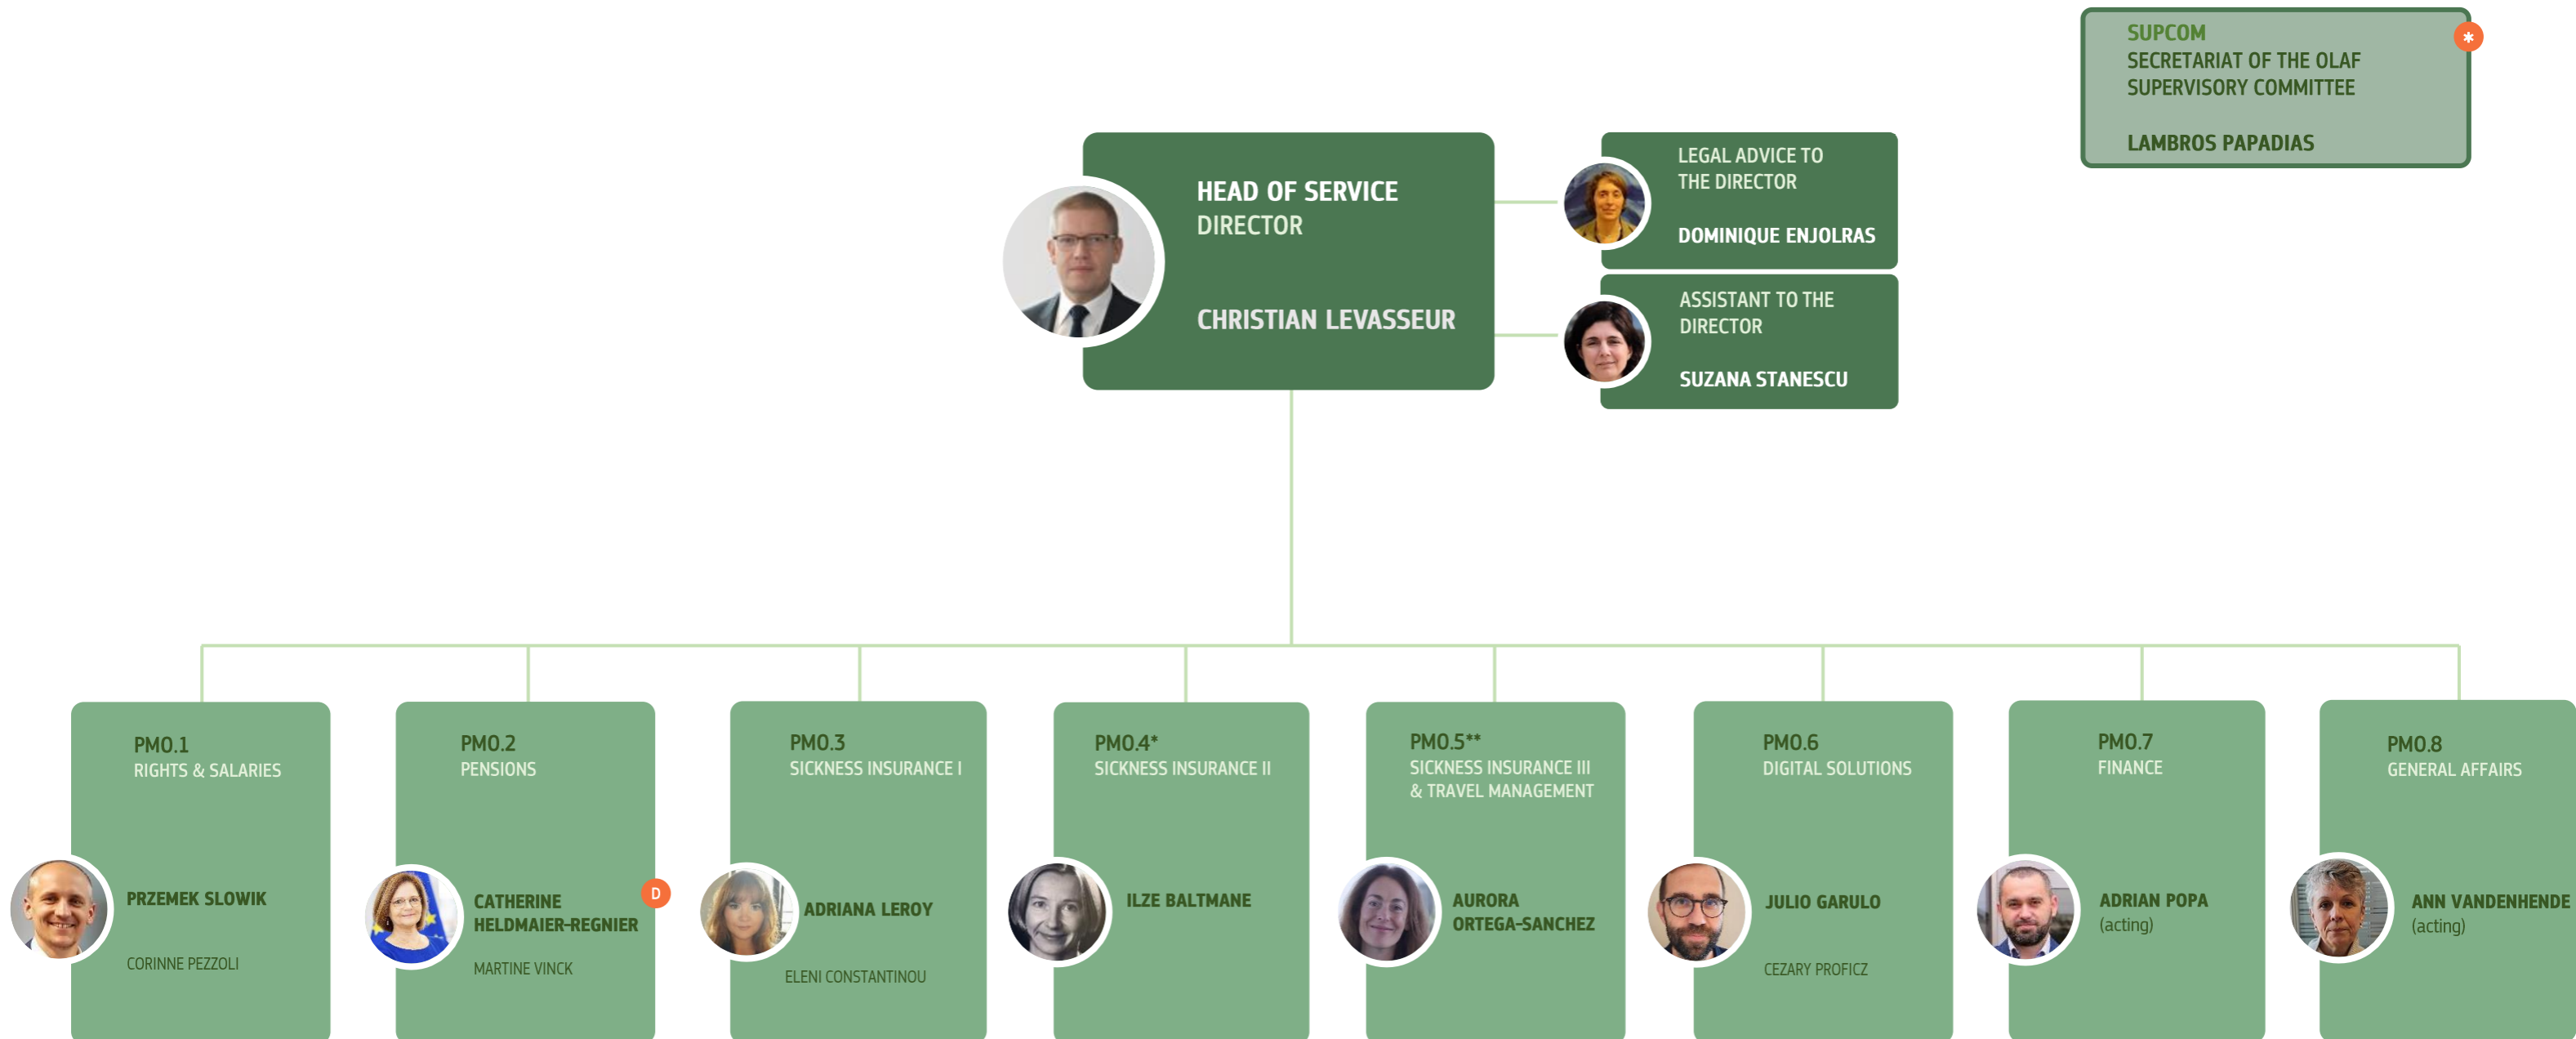 SUPCOM
*
SECRETARIAT OF THE OLAF
SUPERVISORY COMMITTEE
LAMBROS PAPADIAS
HEAD OF SERVICE
DIRECTOR
CHRISTIAN LEVASSEUR
LEGAL ADVICE TO
THE DIRECTOR
DOMINIQUE ENJOLRAS
ASSISTANT TO THE
DIRECTOR
SUZANA STANESCU
PMO.1
RIGHTS & SALARIES
PRZEMEK SLOWIK
CORINNE PEZZOLI
PMO.2
PENSIONS
D
CATHERINE
HELDMAIER-REGNIER
MARTINE VINCK
PMO.3
SICKNESS INSURANCE I
ADRIANA LEROY
ELENI CONSTANTINOU
PMO.4*
SICKNESS INSURANCE II
ILZE BALTMANE
PMO.5**
SICKNESS INSURANCE III
& TRAVEL MANAGEMENT
AURORA
ORTEGA-SANCHEZ
PMO.6
DIGITAL SOLUTIONS
JULIO GARULO
CEZARY PROFICZ
PMO.7
FINANCE
ADRIAN POPA
(acting)
PMO.8
GENERAL AFFAIRS
ANN VANDENHENDE
(acting)